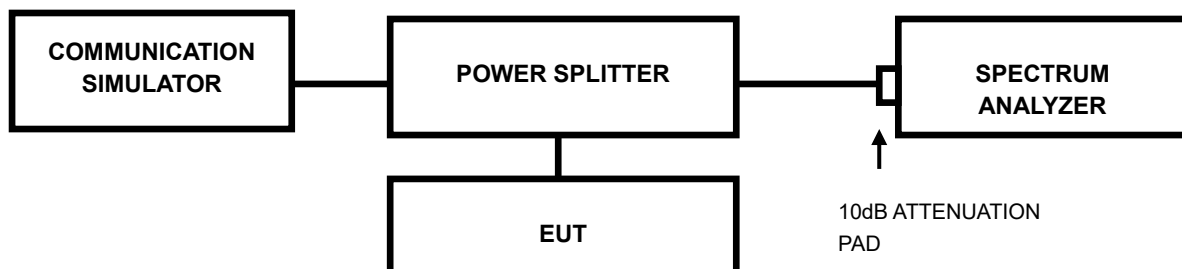 COMMUNICATION
SIMULATOR
POWER SPLITTER
SPECTRUM
ANALYZER
EUT
10dB ATTENUATION
PAD